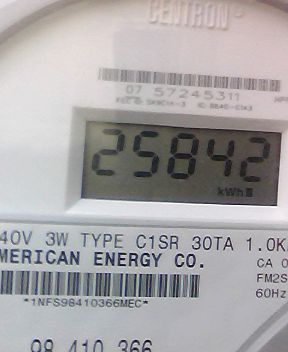 CENTRON®
07 57245311
25842
kWh
40V 3W TYPE C1SR 30TA 1.0K
MERICAN ENERGY CO.
CA 0
FM2S
60Hz
*1NFS98410366MEC*
98 410 366